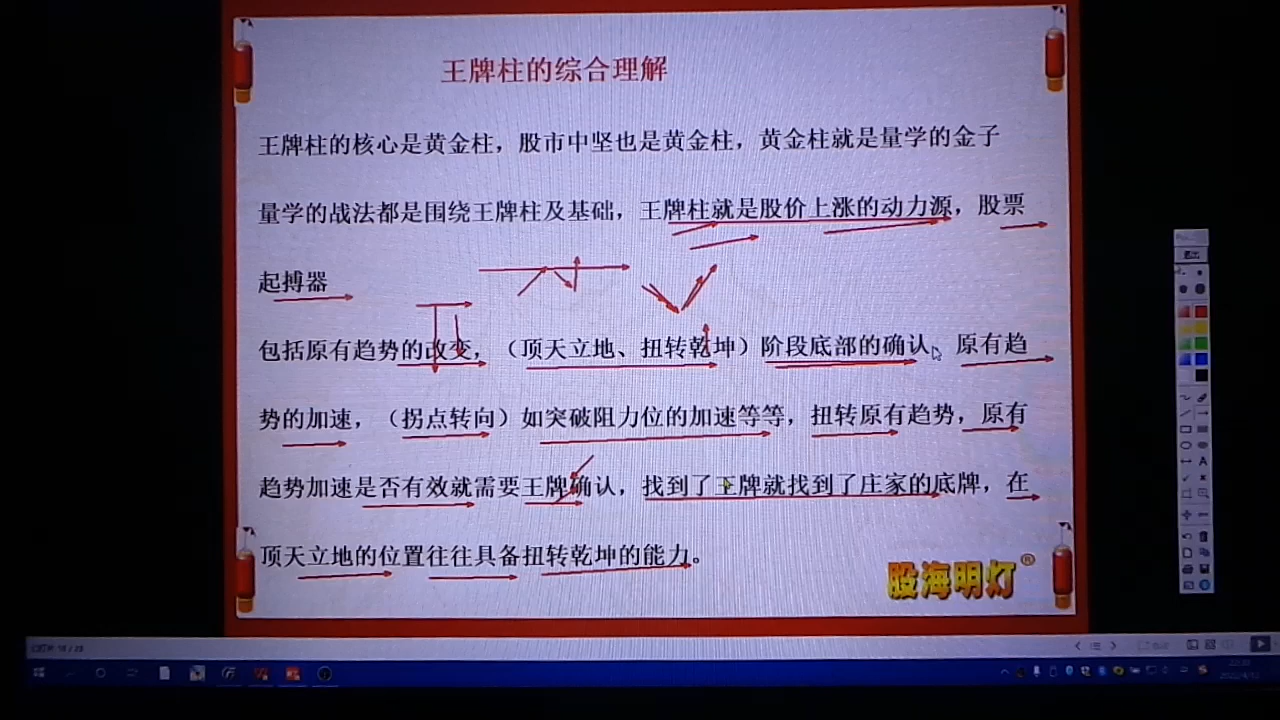 王牌柱的综合理解
王牌柱的核心是黄金柱，股市中坚也是黄金柱，黄金柱就是量学的金子
量学的战法都是围绕王牌柱及基础，王牌柱就是股价上涨的动力源，股票
起搏器
包括原有趋势的改变，（顶天立地、扭转乾坤）阶段底部的确认。原有趋
势的加速，（拐点转向）如突破阻力位的加速等等，扭转原有趋势，原有
趋势加速是否有效就需要王牌确认，找到了王牌就找到了庄家的底牌，在
顶天立地的位置往往具备扭转乾坤的能力。
股海明灯®